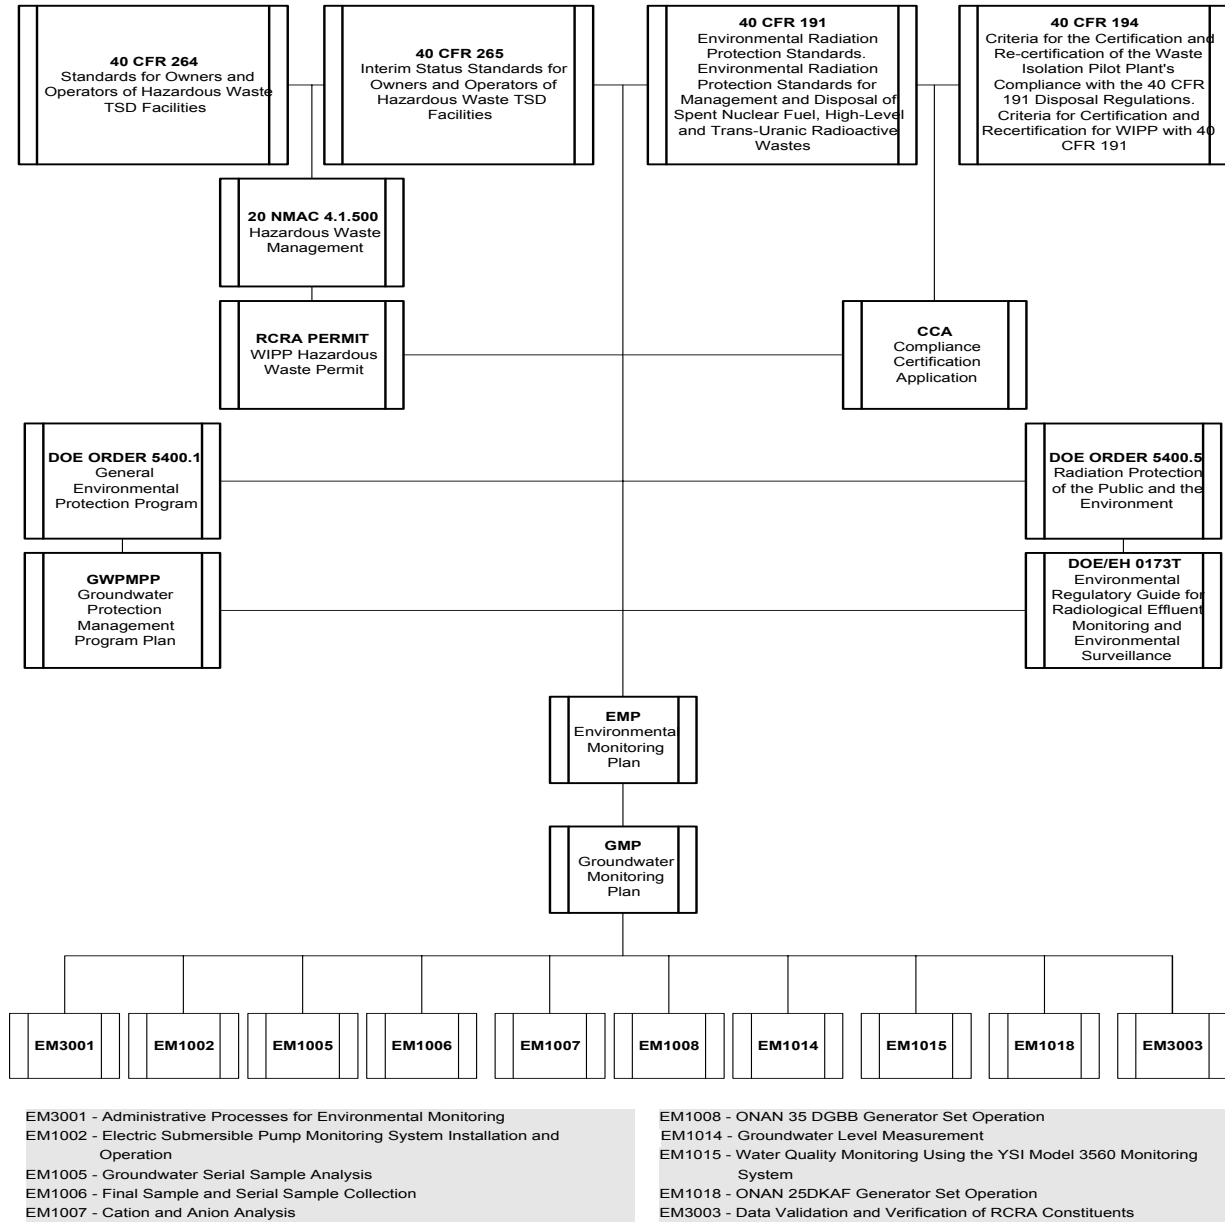 40 CFR 264
Standards for Owners and
Operators of Hazardous Waste
TSD Facilities
40 CFR 265
Interim Status Standards for
Owners and Operators of
Hazardous Waste TSD
Facilities
40 CFR 191
Environmental Radiation
Protection Standards.
Environmental Radiation
Protection Standards for
Management and Disposal of
Spent Nuclear Fuel, High-Level
and Trans-Uranic Radioactive
Wastes
40 CFR 194
Criteria for the Certification and
Re-certification of the Waste
Isolation Pilot Plant's
Compliance with the 40 CFR
191 Disposal Regulations.
Criteria for Certification and
Recertification for WIPP with 40
CFR 191
20 NMAC 4.1.500
Hazardous Waste
Management
RCRA PERMIT
WIPP Hazardous
Waste Permit
CCA
Compliance
Certification
Application
DOE ORDER 5400.1
General
Environmental
Protection Program
DOE ORDER 5400.5
Radiation Protection
of the Public and the
Environment
GWPMPP
Groundwater
Protection
Management
Program Plan
DOE/EH 0173T
Environmental
Regulatory Guide for
Radiological Effluent
Monitoring and
Environmental
Surveillance
EMP
Environmental
Monitoring
Plan
GMP
Groundwater
Monitoring
Plan
EM3001
EM1002
EM1005
EM1006
EM1007
EM1008
EM1014
EM1015
EM1018
EM3003
EM3001 - Administrative Processes for Environmental Monitoring
EM1002 - Electric Submersible Pump Monitoring System Installation and
Operation
EM1005 - Groundwater Serial Sample Analysis
EM1006 - Final Sample and Serial Sample Collection
EM1007 - Cation and Anion Analysis
EM1008 - ONAN 35 DGBB Generator Set Operation
EM1014 - Groundwater Level Measurement
EM1015 - Water Quality Monitoring Using the YSI Model 3560 Monitoring
System
EM1018 - ONAN 25DKAF Generator Set Operation
EM3003 - Data Validation and Verification of RCRA Constituents